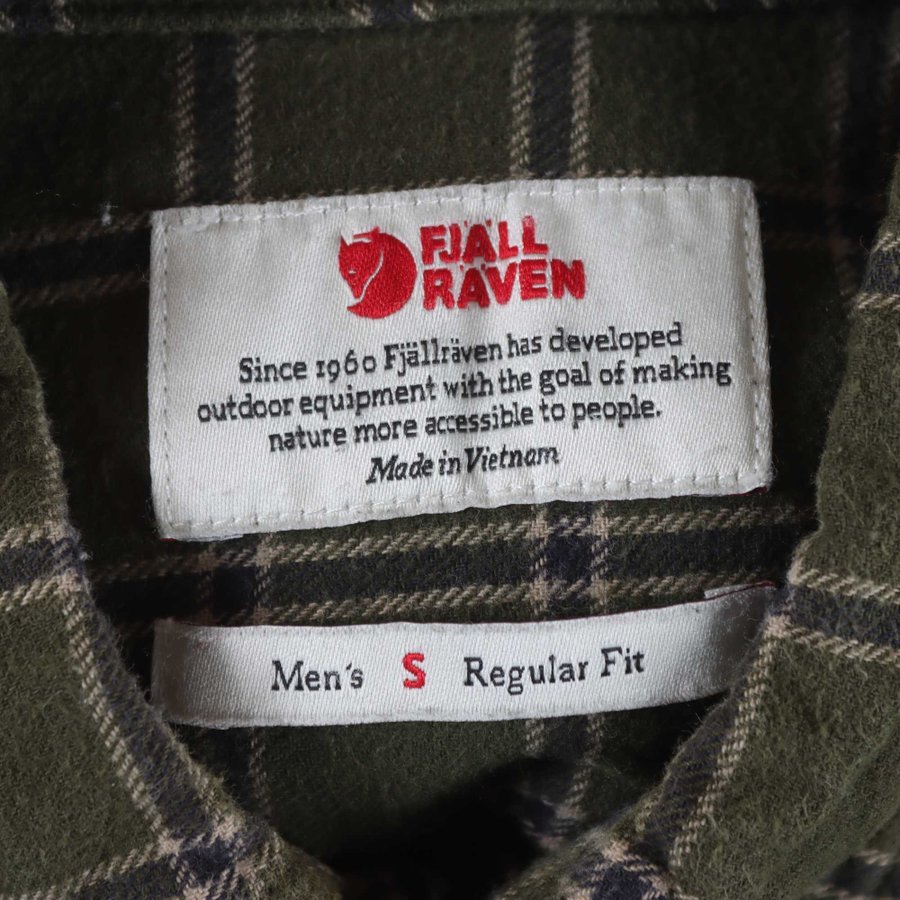 FJÄLL
RÄVEN
Since 1960 Fjällräven has developed
outdoor equipment with the goal of making
nature more accessible to people.
Made in Vietnam
Men's S Regular Fit